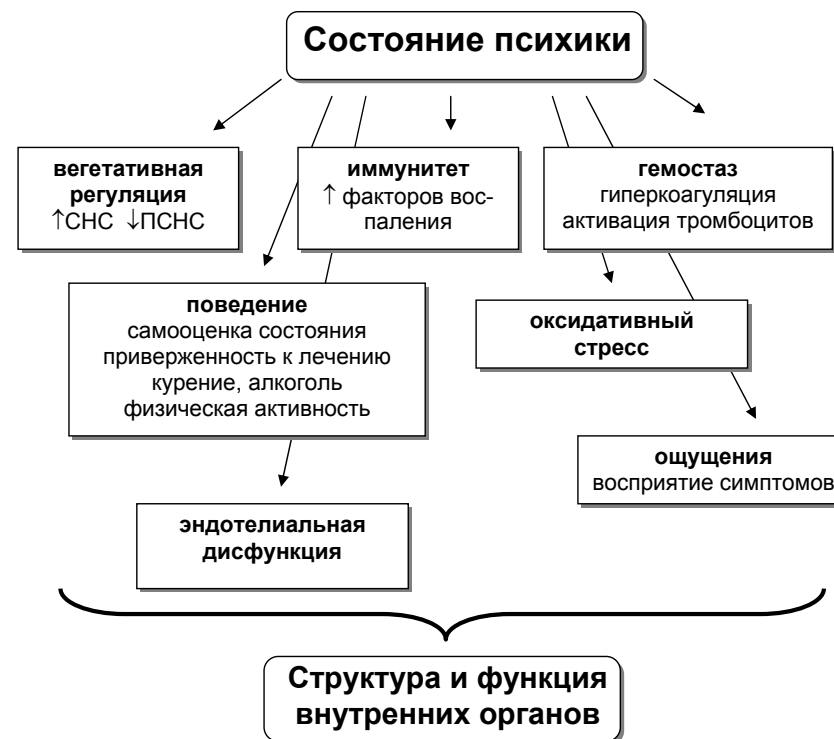 Состояние психики
вегетативная
регуляция
↑СНС ↓ПСНС
иммунитет
↑ факторов вос-
паления
гемостаз
гиперкоагуляция
активация тромбоцитов
поведение
самооценка состояния
приверженность к лечению
курение, алкоголь
физическая активность
оксидативный
стресс
ощущения
восприятие симптомов
эндотелиальная
дисфункция
Структура и функция
внутренних органов